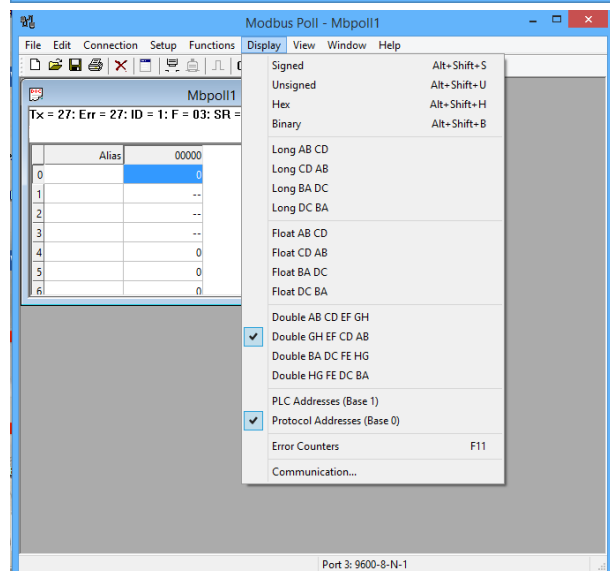 Modbus Poll - Mbpoll1
File Edit Connection Setup Functions Display View Window Help
Mbpoll1
Tx = 27: Err = 27: ID = 1: F = 03: SR =
Alias 00000
0 0
1 --
2 --
3 --
4 0
5 0
6 0
Signed Alt+Shift+S
Unsigned Alt+Shift+U
Hex Alt+Shift+H
Binary Alt+Shift+B
Long AB CD
Long CD AB
Long BA DC
Long DC BA
Float AB CD
Float CD AB
Float BA DC
Float DC BA
Double AB CD EF GH
Double GH EF CD AB
Double BA DC FE HG
Double HG FE DC BA
PLC Addresses (Base 1)
Protocol Addresses (Base 0)
Error Counters F11
Communication...
Port 3: 9600-8-N-1